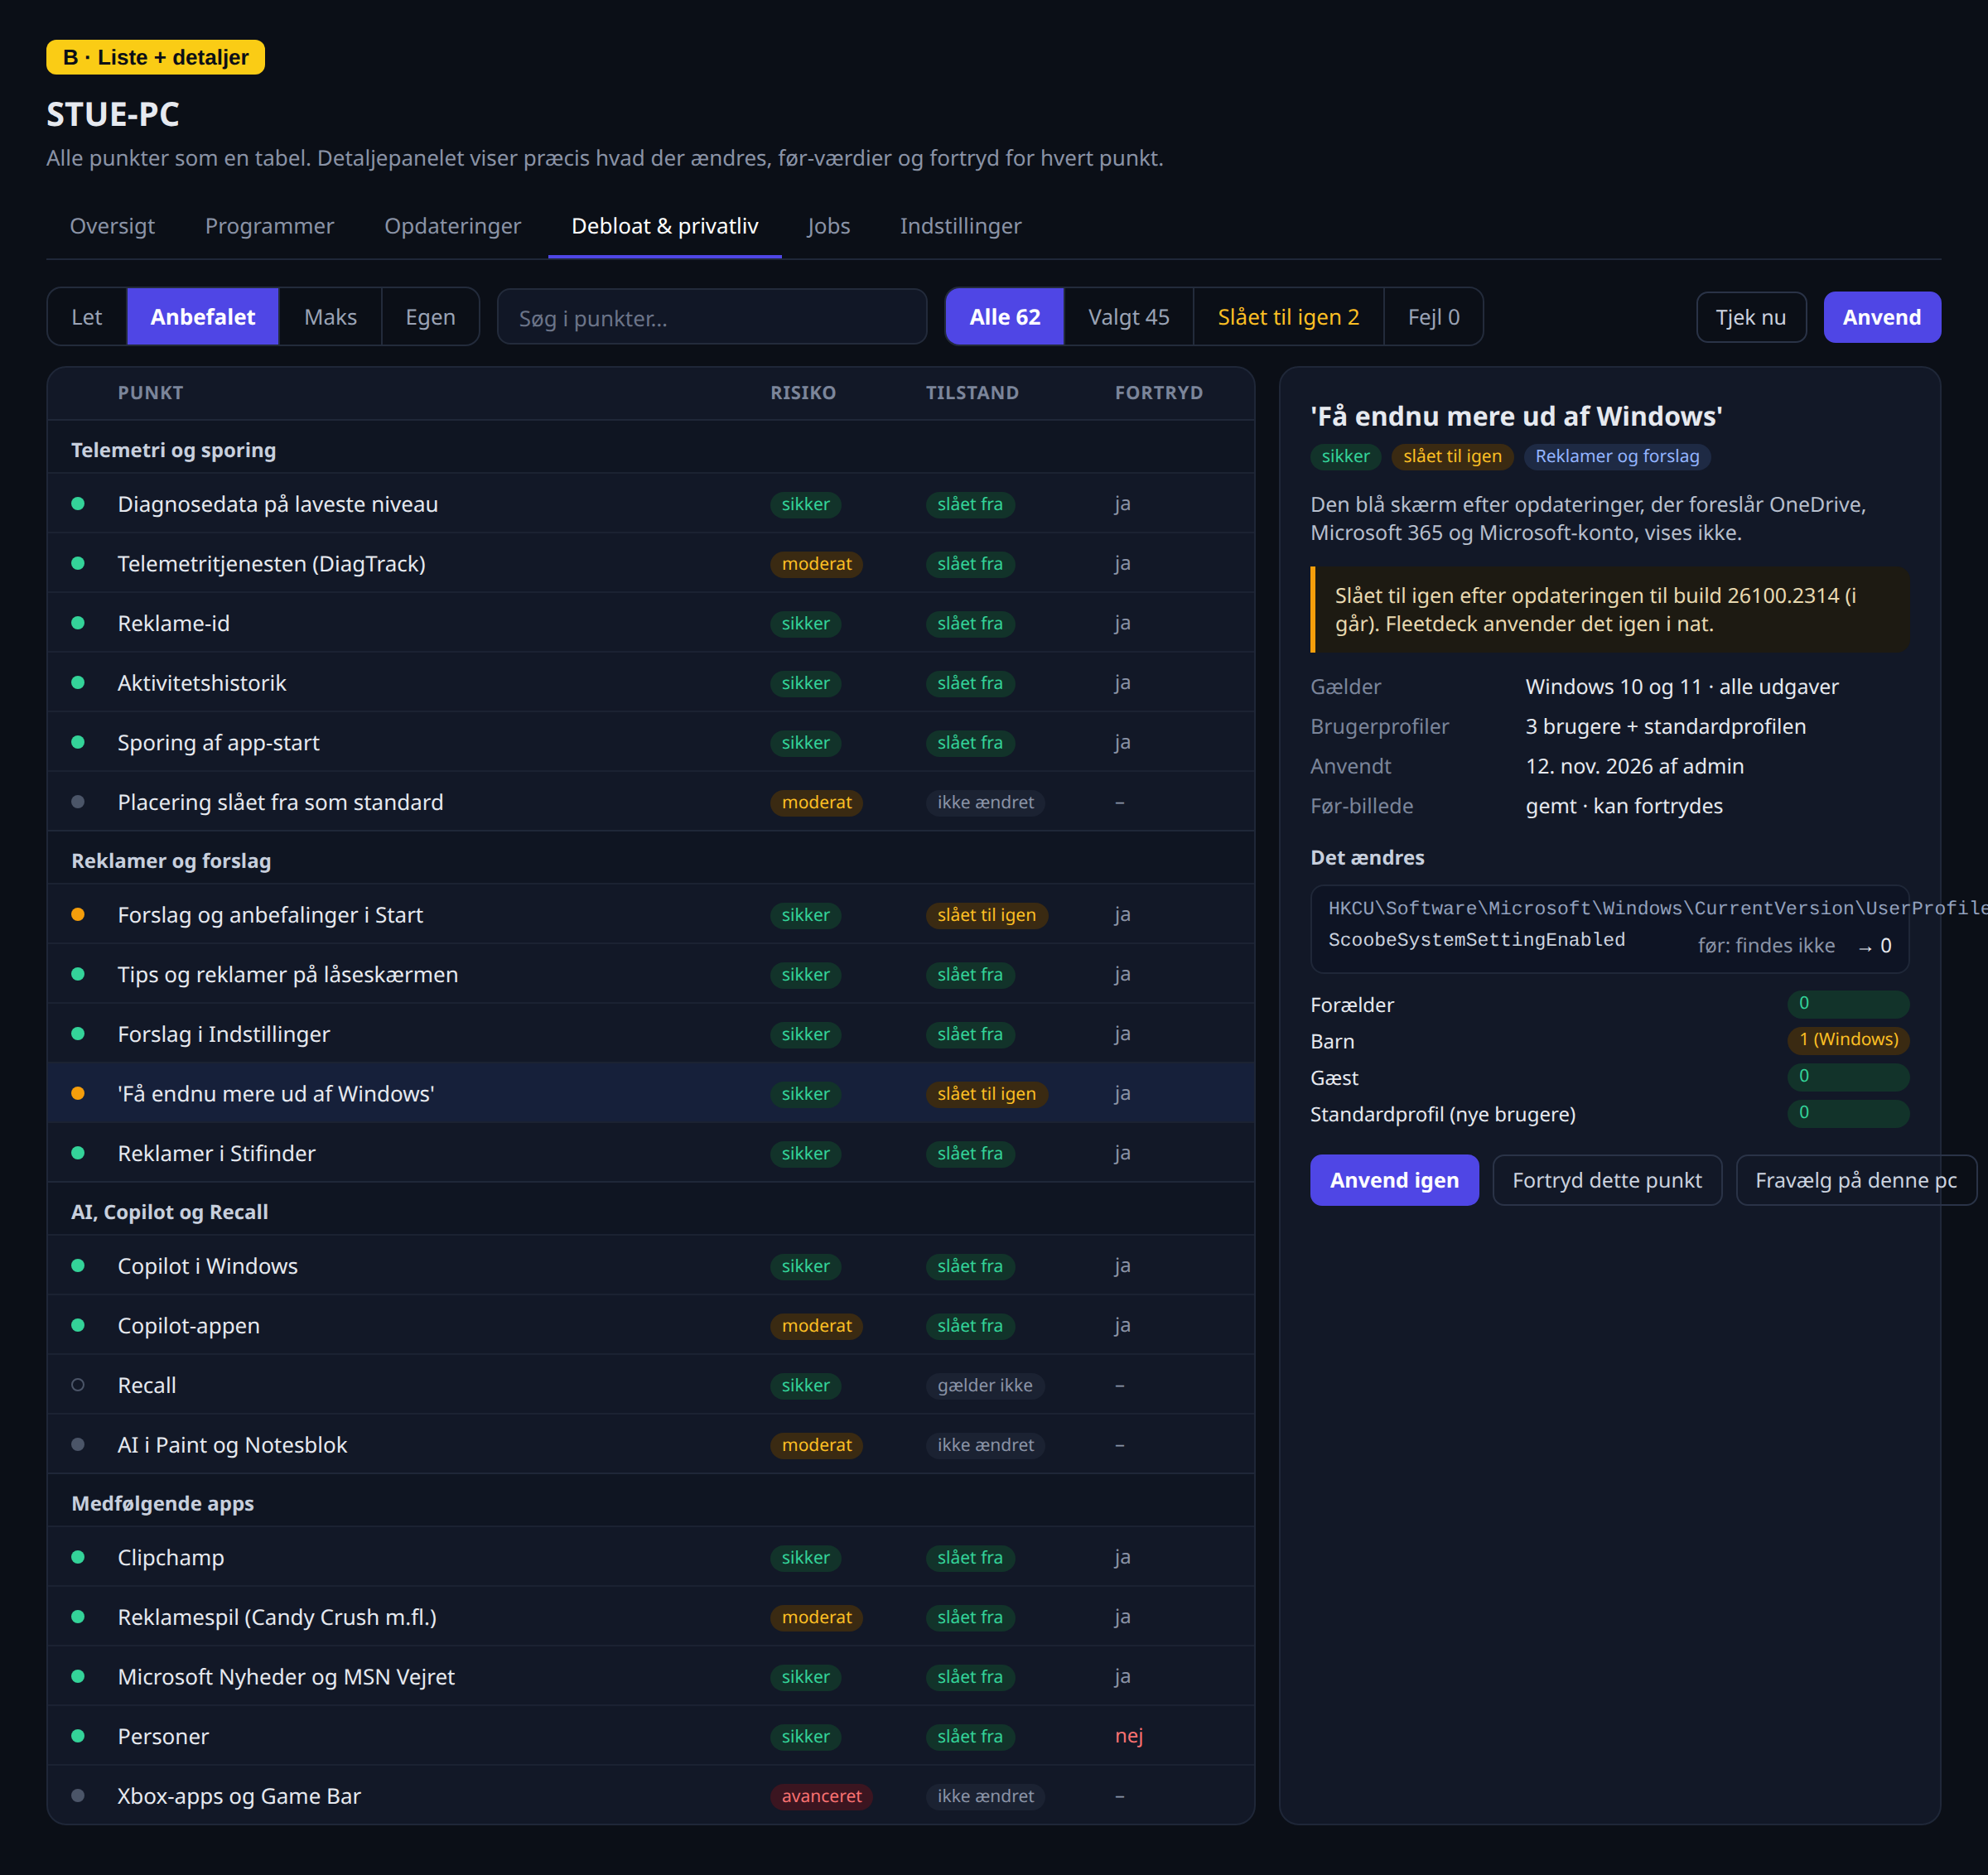 B · Liste + detaljer
STUE-PC
Alle punkter som en tabel. Detaljepanelet viser præcis hvad der ændres, før-værdier og fortryd for hvert punkt.
Oversigt Programmer Opdateringer Debloat & privatliv Jobs Indstillinger
Let Anbefalet Maks Egen Søg i punkter... Alle 62 Valgt 45 Slået til igen 2 Fejl 0 Tjek nu Anvend
PUNKT RISIKO TILSTAND FORTRYD
Telemetri og sporing
Diagnosedata på laveste niveau sikker slået fra ja
Telemetritjenesten (DiagTrack) moderat slået fra ja
Reklame-id sikker slået fra ja
Aktivitetshistorik sikker slået fra ja
Sporing af app-start sikker slået fra ja
Placering slået fra som standard moderat ikke ændret –
Reklamer og forslag
Forslag og anbefalinger i Start sikker slået til igen ja
Tips og reklamer på låseskærmen sikker slået fra ja
Forslag i Indstillinger sikker slået fra ja
'Få endnu mere ud af Windows' sikker slået til igen ja
Reklamer i Stifinder sikker slået fra ja
AI, Copilot og Recall
Copilot i Windows sikker slået fra ja
Copilot-appen moderat slået fra ja
Recall sikker gælder ikke –
AI i Paint og Notesblok moderat ikke ændret –
Medfølgende apps
Clipchamp sikker slået fra ja
Reklamespil (Candy Crush m.fl.) moderat slået fra ja
Microsoft Nyheder og MSN Vejret sikker slået fra ja
Personer sikker slået fra nej
Xbox-apps og Game Bar avanceret ikke ændret –
'Få endnu mere ud af Windows'
sikker slået til igen Reklamer og forslag
Den blå skærm efter opdateringer, der foreslår OneDrive,
Microsoft 365 og Microsoft-konto, vises ikke.
Slået til igen efter opdateringen til build 26100.2314 (i
går). Fleetdeck anvender det igen i nat.
Gælder Windows 10 og 11 · alle udgaver
Brugerprofiler 3 brugere + standardprofilen
Anvendt 12. nov. 2026 af admin
Før-billede gemt · kan fortrydes
Det ændres
HKCU\Software\Microsoft\Windows\CurrentVersion\UserProfile
ScoobeSystemSettingEnabled før: findes ikke → 0
Forælder 0
Barn 1 (Windows)
Gæst 0
Standardprofil (nye brugere) 0
Anvend igen Fortryd dette punkt Fravælg på denne pc